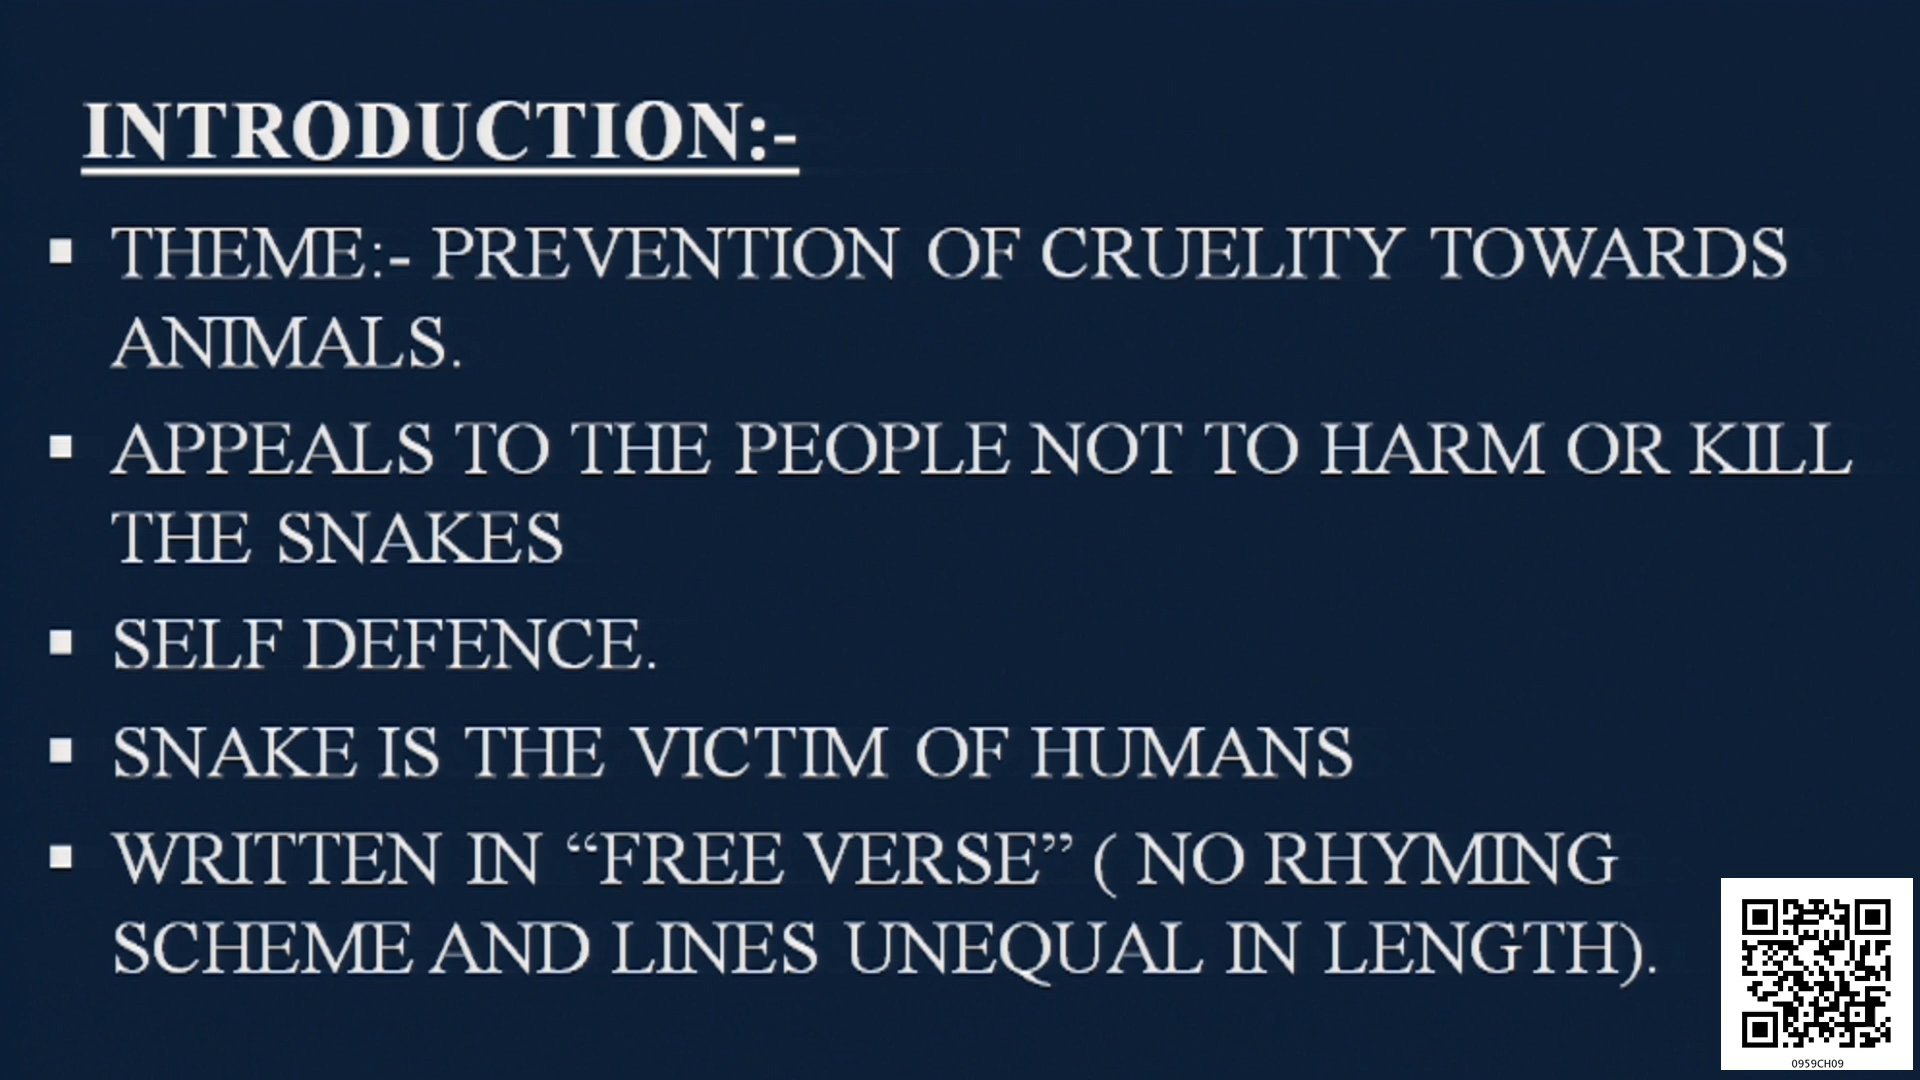 INTRODUCTION:-
▪ THEME:- PREVENTION OF CRUELITY TOWARDS
ANIMALS.
▪ APPEALS TO THE PEOPLE NOT TO HARM OR KILL
THE SNAKES
▪ SELF DEFENCE.
▪ SNAKE IS THE VICTIM OF HUMANS
▪ WRITTEN IN “FREE VERSE” ( NO RHYMING
SCHEME AND LINES UNEQUAL IN LENGTH).
0959CH09